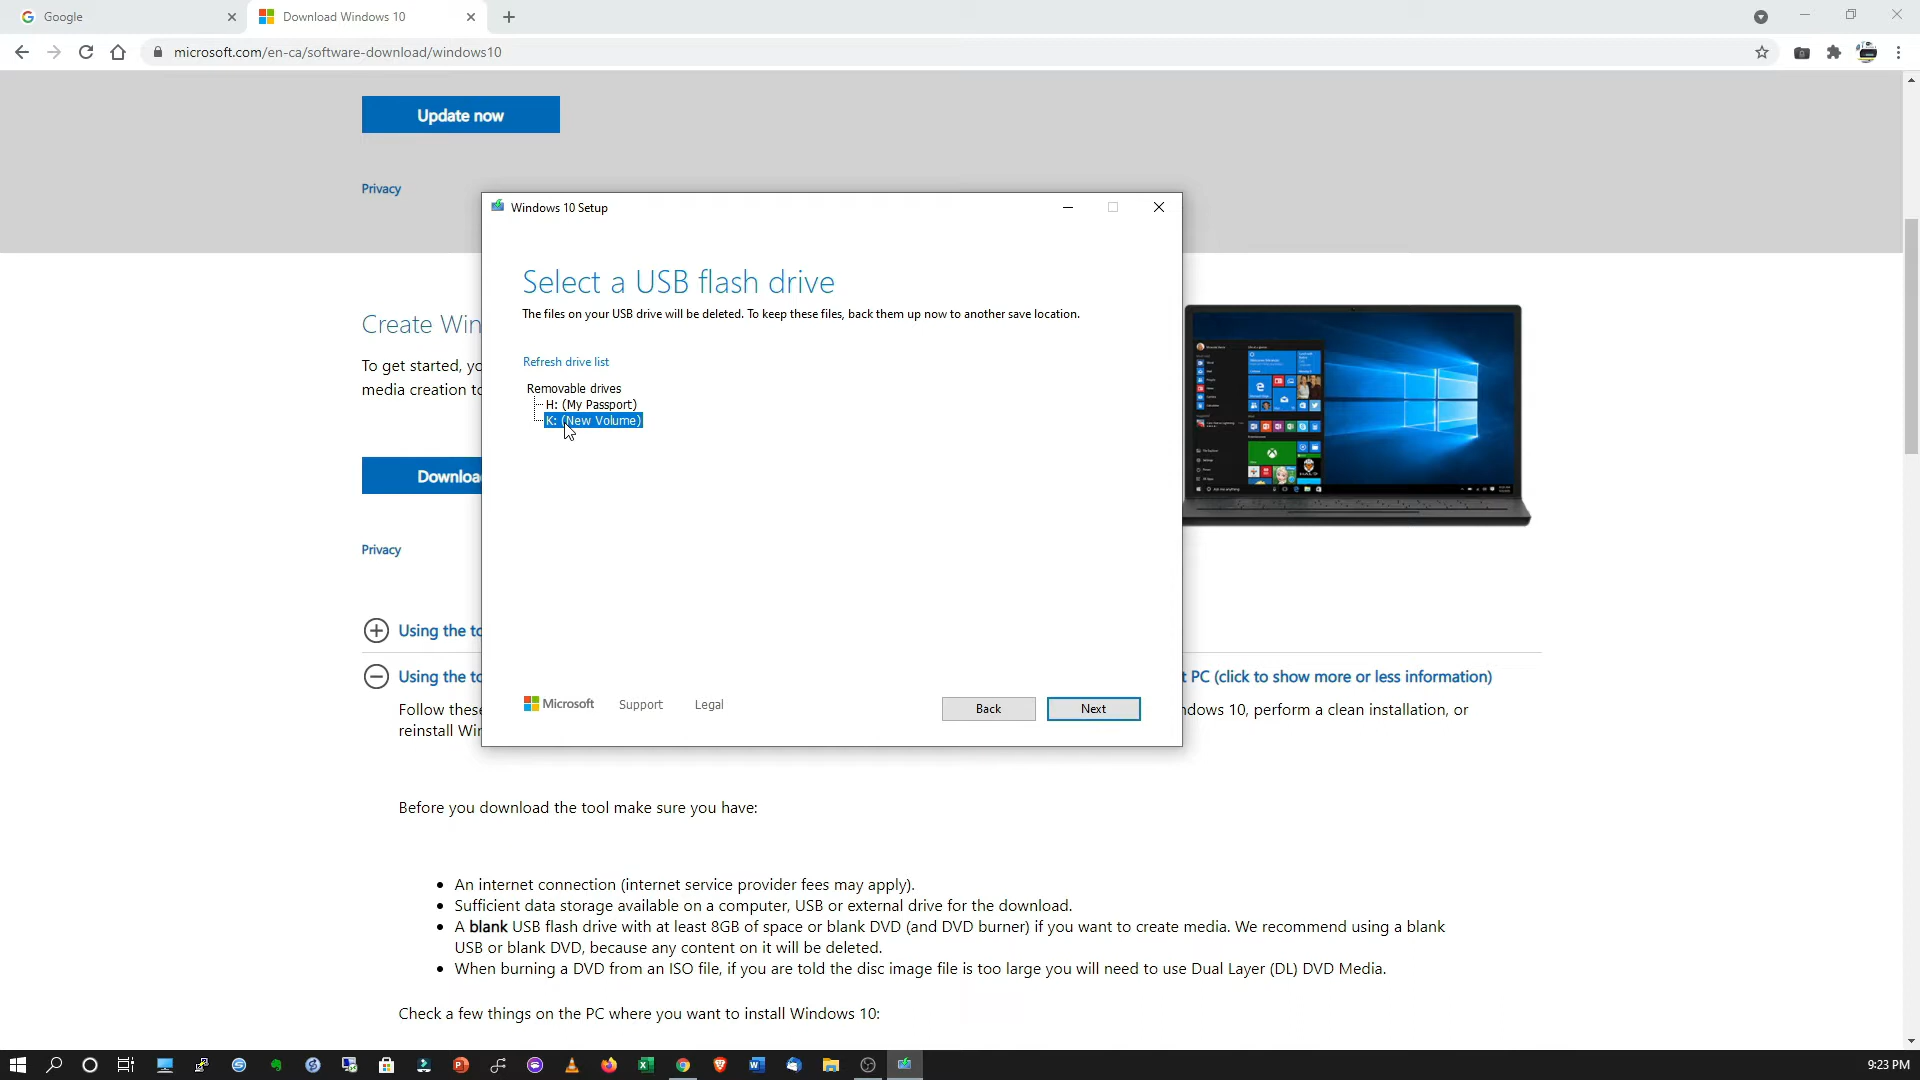 Google
Download Windows 10
microsoft.com/en-ca/software-download/windows10
Update now
Privacy
Windows 10 Setup
Select a USB flash drive
The files on your USB drive will be deleted. To keep these files, back them up now to another save location.
Refresh drive list
Removable drives
H: (My Passport)
K: (New Volume)
Microsoft
Support
Legal
Back
Next
Create Win
To get started, yo
media creation to
Downloa
Privacy
Using the to
Using the to
t PC (click to show more or less information)
Follow these
ndows 10, perform a clean installation, or
reinstall Wi
Before you download the tool make sure you have:
• An internet connection (internet service provider fees may apply).
• Sufficient data storage available on a computer, USB or external drive for the download.
• A blank USB flash drive with at least 8GB of space or blank DVD (and DVD burner) if you want to create media. We recommend using a blank
USB or blank DVD, because any content on it will be deleted.
• When burning a DVD from an ISO file, if you are told the disc image file is too large you will need to use Dual Layer (DL) DVD Media.
Check a few things on the PC where you want to install Windows 10:
9:23 PM